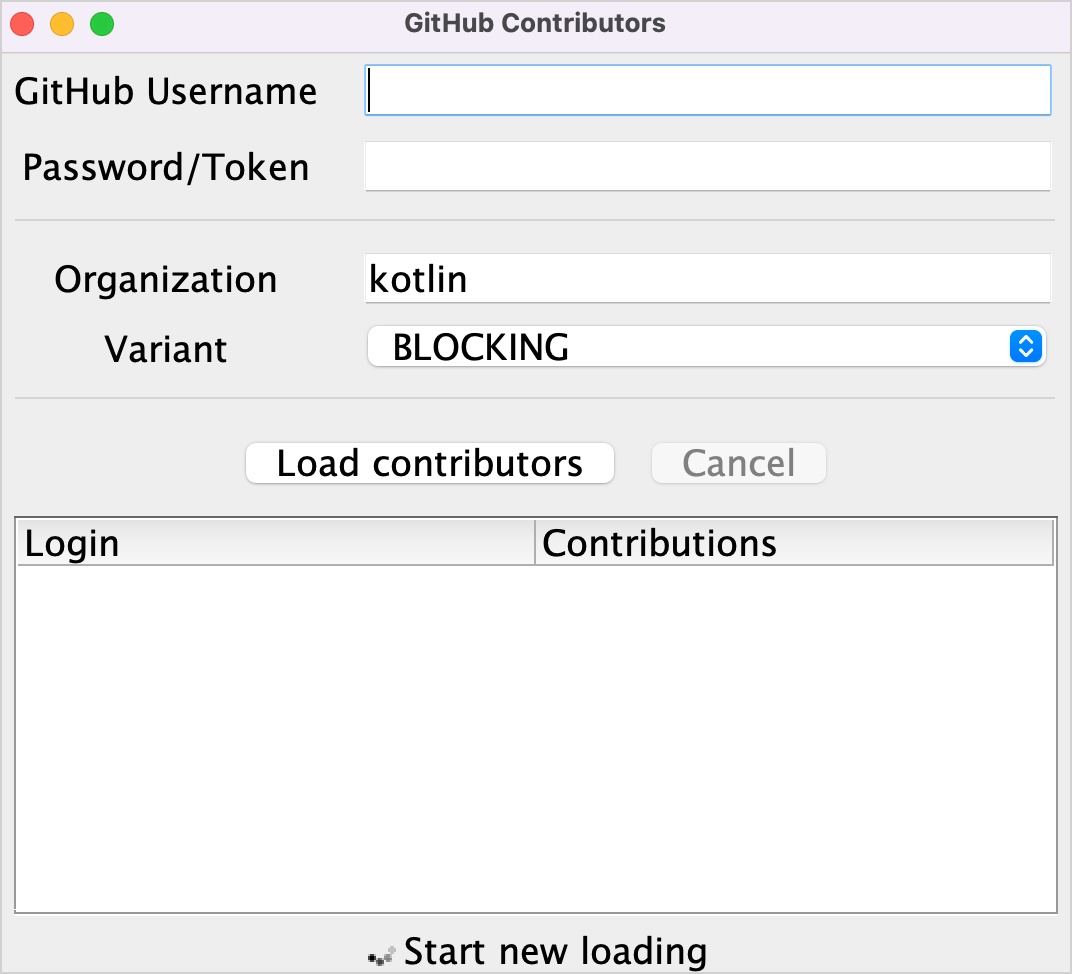 GitHub Contributors
GitHub Username
Password/Token
Organization kotlin
Variant BLOCKING
Load contributors Cancel
Login Contributions
Start new loading